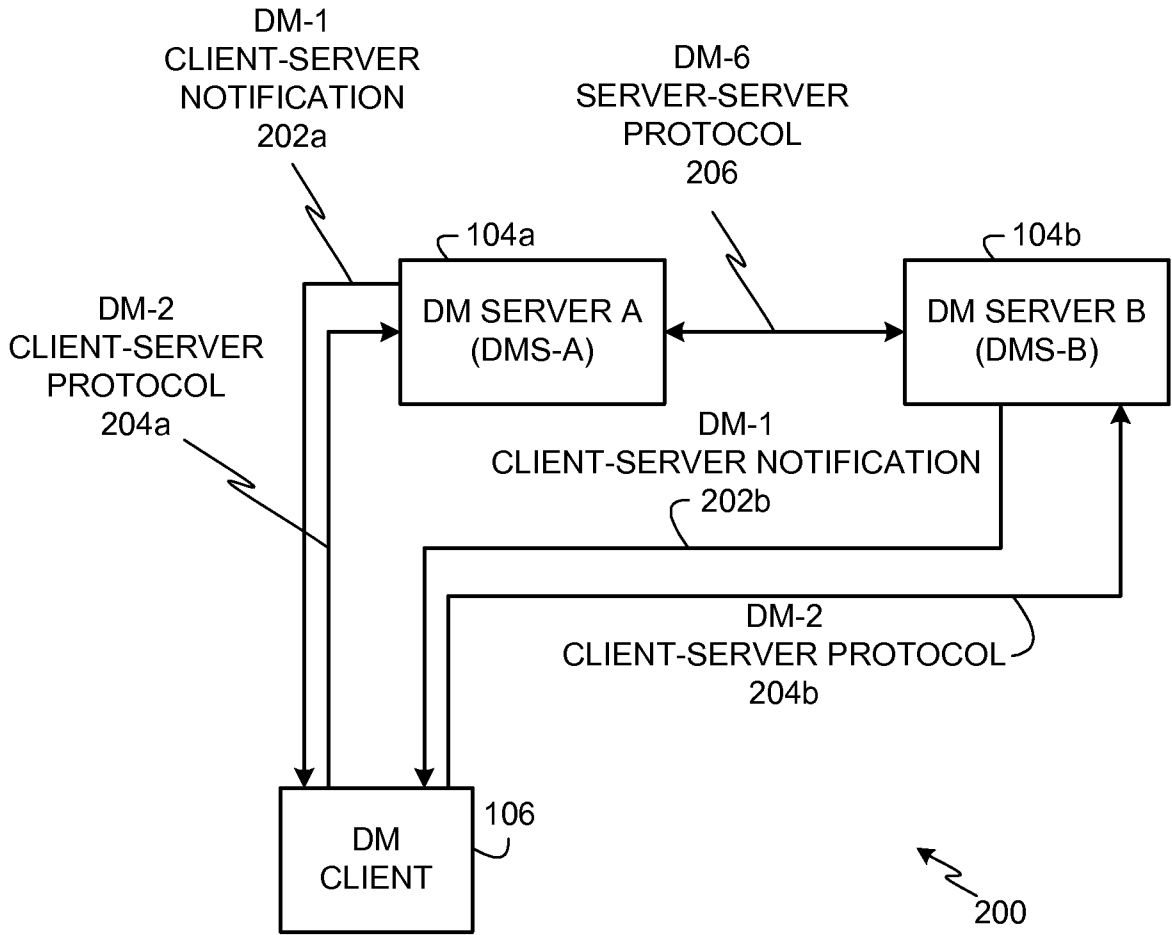 DM-1
CLIENT-SERVER
NOTIFICATION
202a
DM-6
SERVER-SERVER
PROTOCOL
206
104a
104b
DM-2
CLIENT-SERVER
PROTOCOL
204a
DM SERVER A
(DMS-A)
DM SERVER B
(DMS-B)
DM-1
CLIENT-SERVER NOTIFICATION
202b
DM-2
CLIENT-SERVER PROTOCOL
204b
106
DM
CLIENT
200